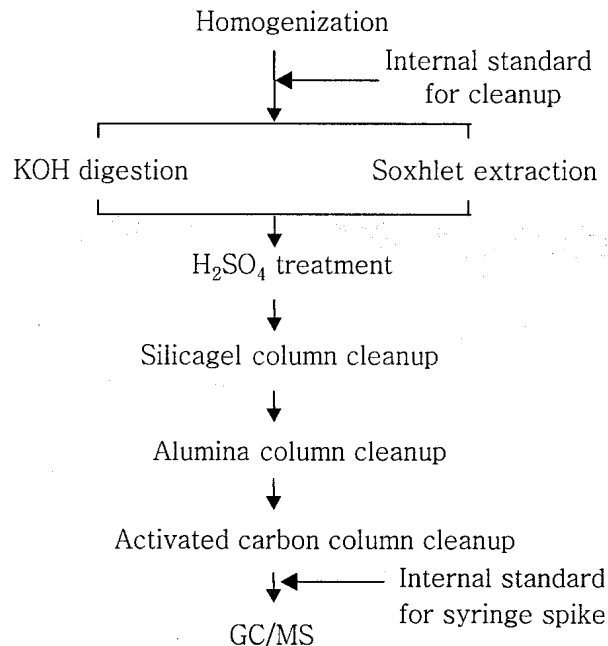 Homogenization
Internal standard
for cleanup
KOH digestion
Soxhlet extraction
H₂SO₄ treatment
Silicagel column cleanup
Alumina column cleanup
Activated carbon column cleanup
Internal standard
for syringe spike
GC/MS